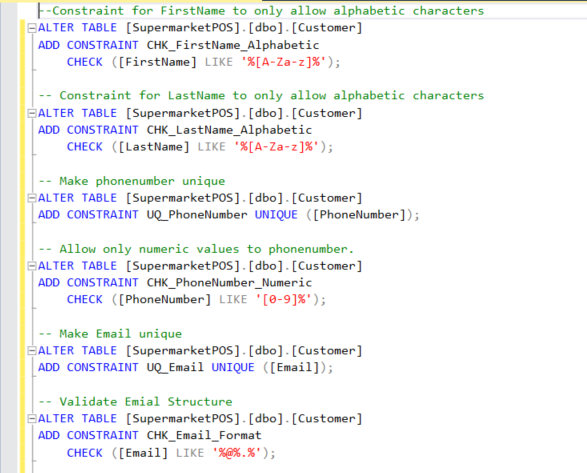 --Constraint for FirstName to only allow alphabetic characters
ALTER TABLE [SupermarketPOS].[dbo].[Customer]
ADD CONSTRAINT CHK_FirstName_Alphabetic
CHECK ([FirstName] LIKE '%[A-Za-z]%');
-- Constraint for LastName to only allow alphabetic characters
ALTER TABLE [SupermarketPOS].[dbo].[Customer]
ADD CONSTRAINT CHK_LastName_Alphabetic
CHECK ([LastName] LIKE '%[A-Za-z]%');
-- Make phonenumber unique
ALTER TABLE [SupermarketPOS].[dbo].[Customer]
ADD CONSTRAINT UQ_PhoneNumber UNIQUE ([PhoneNumber]);
-- Allow only numeric values to phonenumber.
ALTER TABLE [SupermarketPOS].[dbo].[Customer]
ADD CONSTRAINT CHK_PhoneNumber_Numeric
CHECK ([PhoneNumber] LIKE '[0-9]%');
-- Make Email unique
ALTER TABLE [SupermarketPOS].[dbo].[Customer]
ADD CONSTRAINT UQ_Email UNIQUE ([Email]);
-- Validate Emial Structure
ALTER TABLE [SupermarketPOS].[dbo].[Customer]
ADD CONSTRAINT CHK_Email_Format
CHECK ([Email] LIKE '%@%.%');